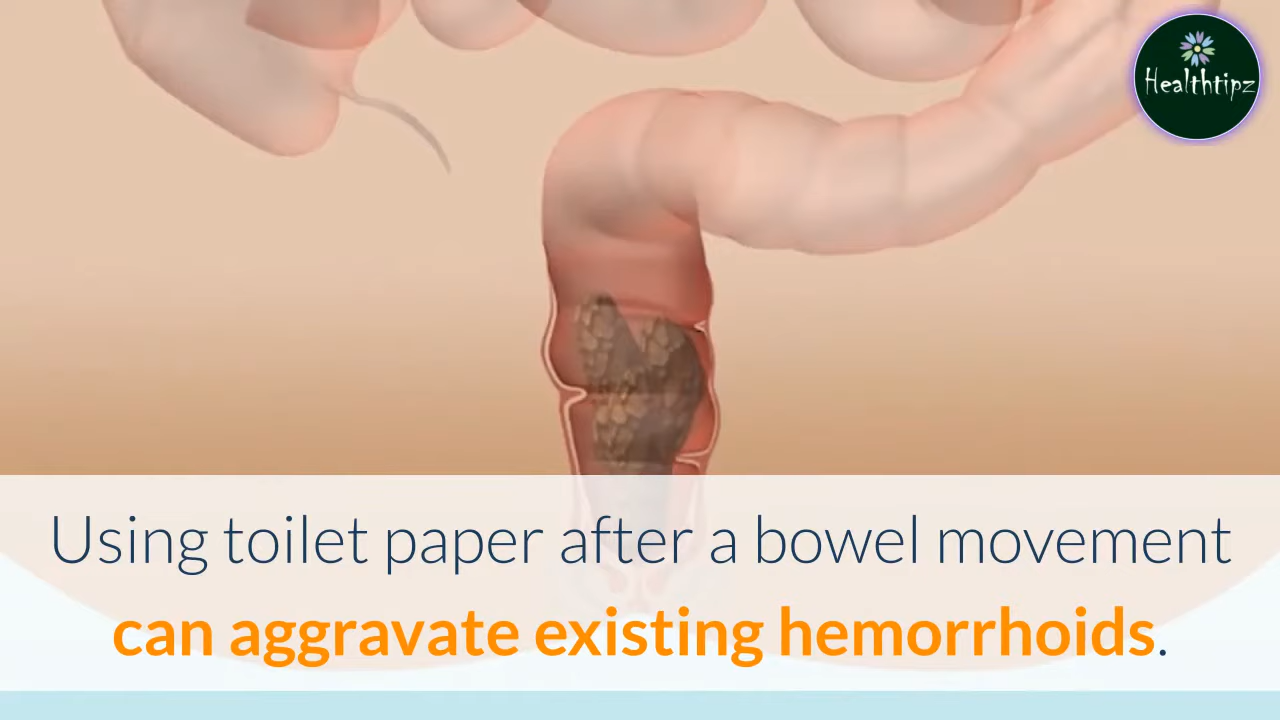 Healthtipz
Using toilet paper after a bowel movement
can aggravate existing hemorrhoids.